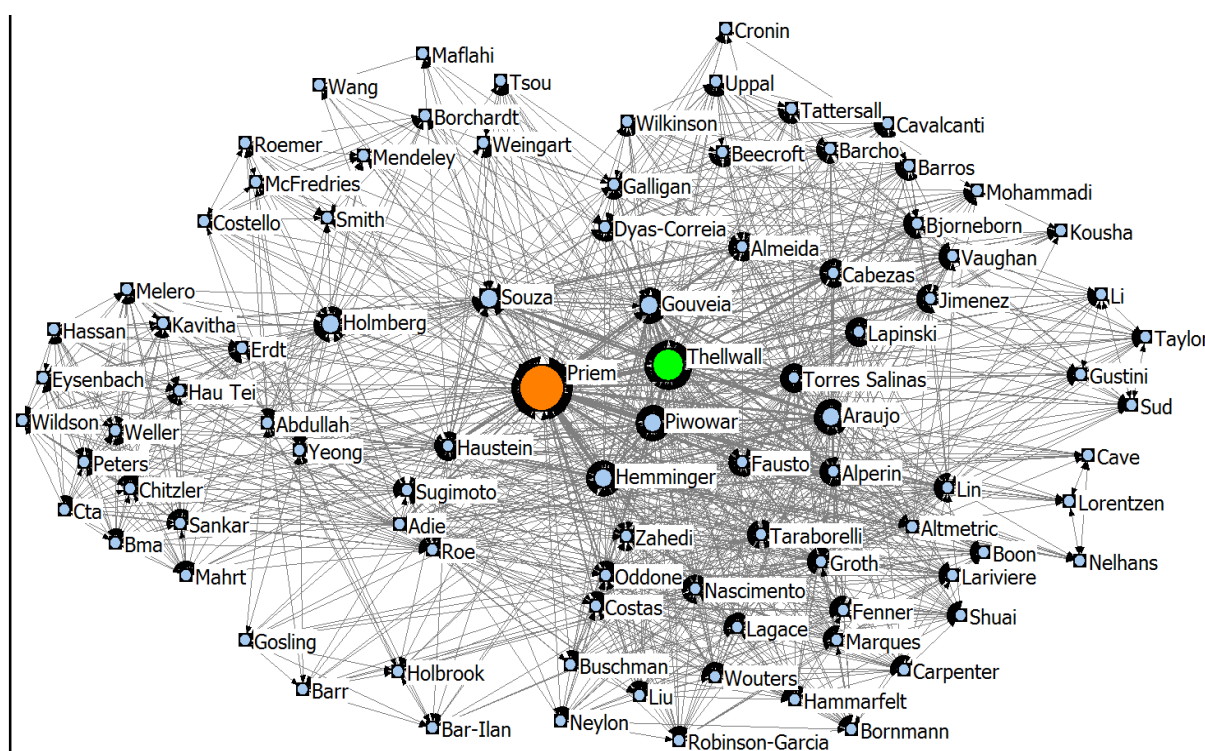 Cronin
Maflahi
Wang
Tsou
Uppal
Borchardt
Tattersall
Wilkinson
Cavalcanti
Roemer
Mendeley
Weingart
Beecroft
Barcho
Barros
McFredries
Galligan
Mohammadi
Costello
Smith
Dyas-Correia
Bjorneborn
Kousha
Almeida
Vaughan
Cabezas
Melero
Souza
Gouveia
Jimenez
Li
Hassan
Kavitha
Holmberg
Lapinski
Taylor
Erdt
Thellwall
Priem
Eysenbach
Hau Tei
Torres Salinas
Gustini
Wildson
Weller
Abdullah
Piwowar
Araujo
Sud
Peters
Yeong
Haustein
Cave
Fausto
Alperin
Chitzler
Sugimoto
Hemminger
Lin
Lorentzen
Cta
Sankar
Adie
Zahedi
Taraborelli
Altmetric
Bma
Roe
Groth
Boon
Nelhans
Mahrt
Oddone
Nascimento
Lariviere
Costas
Fenner
Shuai
Gosling
Lagace
Marques
Holbrook
Buschman
Wouters
Carpenter
Barr
Liu
Hammarfelt
Bar-Ilan
Neylon
Robinson-Garcia
Bornmann